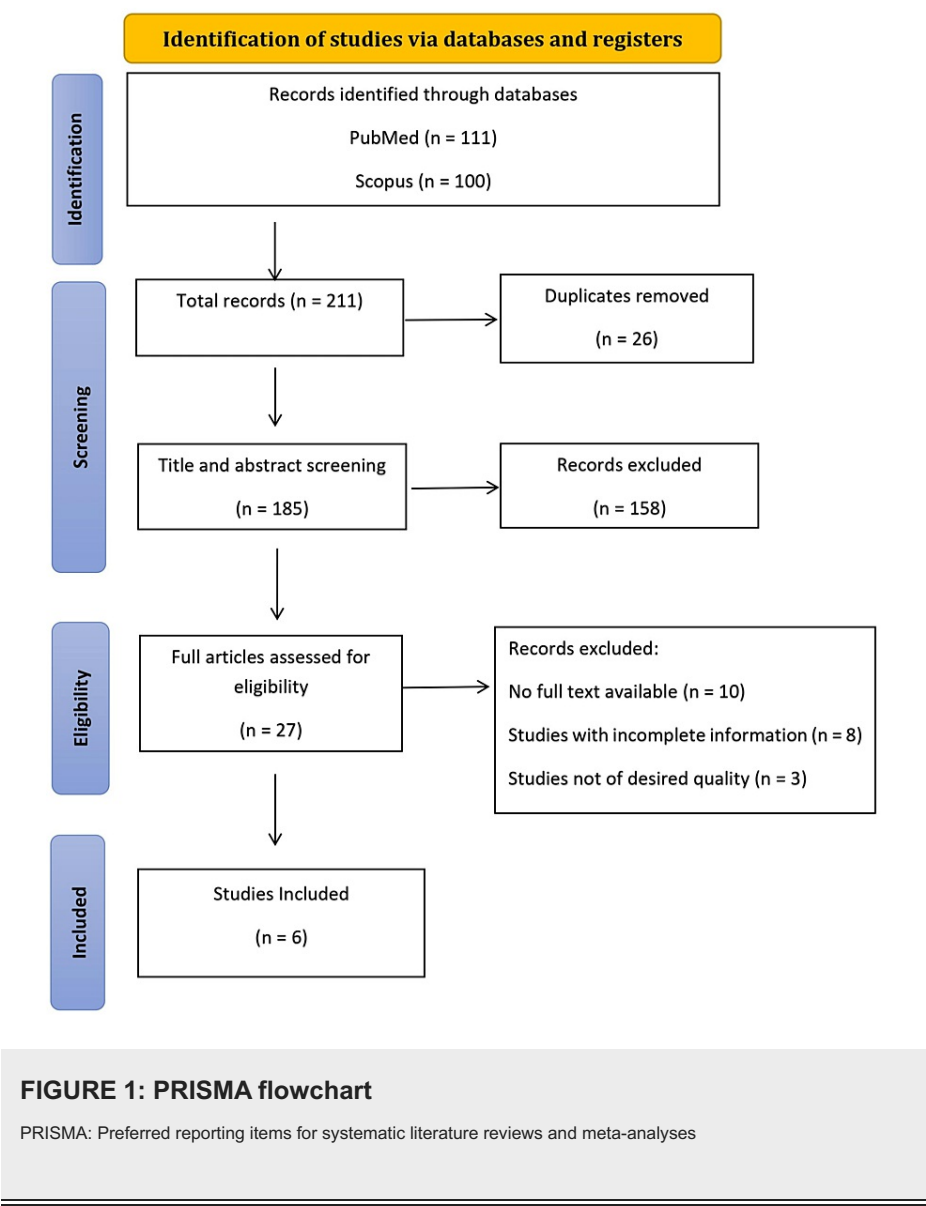 Identification of studies via databases and registers
Identification
Records identified through databases
PubMed (n = 111)
Scopus (n = 100)
Screening
Total records (n = 211)
Duplicates removed
(n = 26)
Title and abstract screening
(n = 185)
Records excluded
(n = 158)
Eligibility
Full articles assessed for
eligibility
(n = 27)
Records excluded:
No full text available (n = 10)
Studies with incomplete information (n = 8)
Studies not of desired quality (n = 3)
Included
Studies Included
(n = 6)
FIGURE 1: PRISMA flowchart
PRISMA: Preferred reporting items for systematic literature reviews and meta-analyses